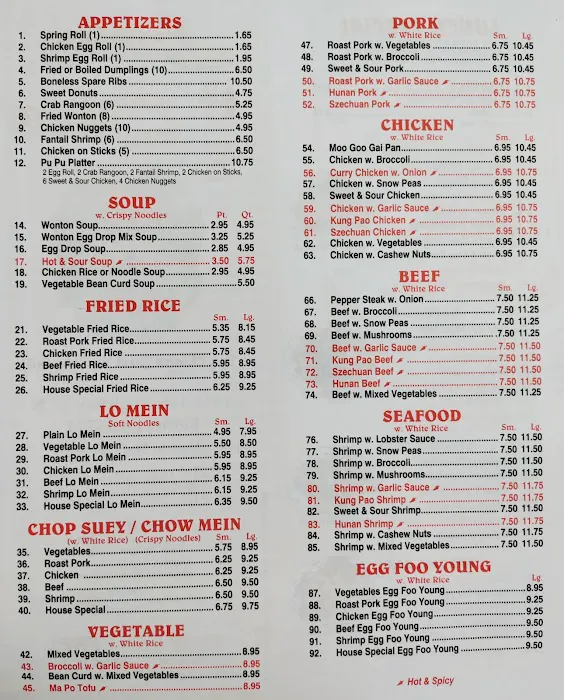 APPETIZERS
1. Spring Roll (1) 1.65
2. Chicken Egg Roll (1) 1.65
3. Shrimp Egg Roll (1) 1.95
4. Fried or Boiled Dumplings (10) 6.50
5. Boneless Spare Ribs 10.50
6. Sweet Donuts 4.75
7. Crab Rangoon (6) 5.25
8. Fried Wonton (8) 4.95
9. Chicken Nuggets (10) 4.95
10. Fantail Shrimp (6) 6.50
11. Chicken on Sticks (5) 6.50
12. Pu Pu Platter 10.75
2 Egg Roll, 2 Crab Rangoon, 2 Fantail Shrimp, 2 Chicken on Sticks,
6 Sweet & Sour Chicken, 4 Chicken Nuggets
SOUP
w. Crispy Noodles Pt. Qt.
14. Wonton Soup 2.95 4.95
15. Wonton Egg Drop Mix Soup 3.25 5.25
16. Egg Drop Soup 2.85 4.95
17. Hot & Sour Soup 3.50 5.75
18. Chicken Rice or Noodle Soup 2.95 4.95
19. Vegetable Bean Curd Soup 5.50
FRIED RICE
Sm. Lg.
21. Vegetable Fried Rice 5.35 8.15
22. Roast Pork Fried Rice 5.75 8.45
23. Chicken Fried Rice 5.75 8.45
24. Beef Fried Rice 5.95 8.95
25. Shrimp Fried Rice 5.95 8.95
26. House Special Fried Rice 6.25 9.25
LO MEIN
Soft Noodles Sm. Lg.
27. Plain Lo Mein 4.95 7.95
28. Vegetable Lo Mein 5.50 8.50
29. Roast Pork Lo Mein 5.95 8.95
30. Chicken Lo Mein 5.95 8.95
31. Beef Lo Mein 6.15 9.25
32. Shrimp Lo Mein 6.15 9.25
33. House Special Lo Mein 6.35 9.50
CHOP SUEY / CHOW MEIN
(w. White Rice) (Crispy Noodles) Sm. Lg.
35. Vegetables 5.75 8.95
36. Roast Pork 6.25 9.25
37. Chicken 6.25 9.25
38. Beef 6.50 9.50
39. Shrimp 6.50 9.50
40. House Special 6.75 9.75
VEGETABLE
w. White Rice
42. Mixed Vegetables 8.95
43. Broccoli w. Garlic Sauce 8.95
44. Bean Curd w. Mixed Vegetables 8.95
45. Ma Po Tofu 8.95
PORK
w. White Rice Sm. Lg.
47. Roast Pork w. Vegetables 6.75 10.45
48. Roast Pork w. Broccoli 6.75 10.45
49. Sweet & Sour Pork 6.75 10.45
50. Roast Pork w. Garlic Sauce 6.75 10.75
51. Hunan Pork 6.75 10.75
52. Szechuan Pork 6.75 10.75
CHICKEN
w. White Rice Sm. Lg.
54. Moo Goo Gai Pan 6.95 10.45
55. Chicken w. Broccoli 6.95 10.45
56. Curry Chicken w. Onion 6.95 10.75
57. Chicken w. Snow Peas 6.95 10.45
58. Sweet & Sour Chicken 6.95 10.45
59. Chicken w. Garlic Sauce 6.95 10.75
60. Kung Pao Chicken 6.95 10.75
61. Szechuan Chicken 6.95 10.75
62. Chicken w. Vegetables 6.95 10.45
63. Chicken w. Cashew Nuts 6.95 10.75
BEEF
w. White Rice Sm. Lg.
66. Pepper Steak w. Onion 7.50 11.25
67. Beef w. Broccoli 7.50 11.25
68. Beef w. Snow Peas 7.50 11.25
69. Beef w. Mushrooms 7.50 11.25
70. Beef w. Garlic Sauce 7.50 11.50
71. Kung Pao Beef 7.50 11.50
72. Szechuan Beef 7.50 11.50
73. Hunan Beef 7.50 11.50
74. Beef w. Mixed Vegetables 7.50 11.25
SEAFOOD
w. White Rice Sm. Lg.
76. Shrimp w. Lobster Sauce 7.50 11.50
77. Shrimp w. Snow Peas 7.50 11.50
78. Shrimp w. Broccoli 7.50 11.50
79. Shrimp w. Mushrooms 7.50 11.50
80. Shrimp w. Garlic Sauce 7.50 11.75
81. Kung Pao Shrimp 7.50 11.75
82. Sweet & Sour Shrimp 7.50 11.50
83. Hunan Shrimp 7.50 11.75
84. Shrimp w. Cashew Nuts 7.50 11.75
85. Shrimp w. Mixed Vegetables 7.50 11.50
EGG FOO YOUNG
w. White Rice Lg.
87. Vegetables Egg Foo Young 8.95
88. Roast Pork Egg Foo Young 9.25
89. Chicken Egg Foo Young 9.25
90. Beef Egg Foo Young 9.50
91. Shrimp Egg Foo Young 9.50
92. House Special Egg Foo Young 9.50
Hot & Spicy